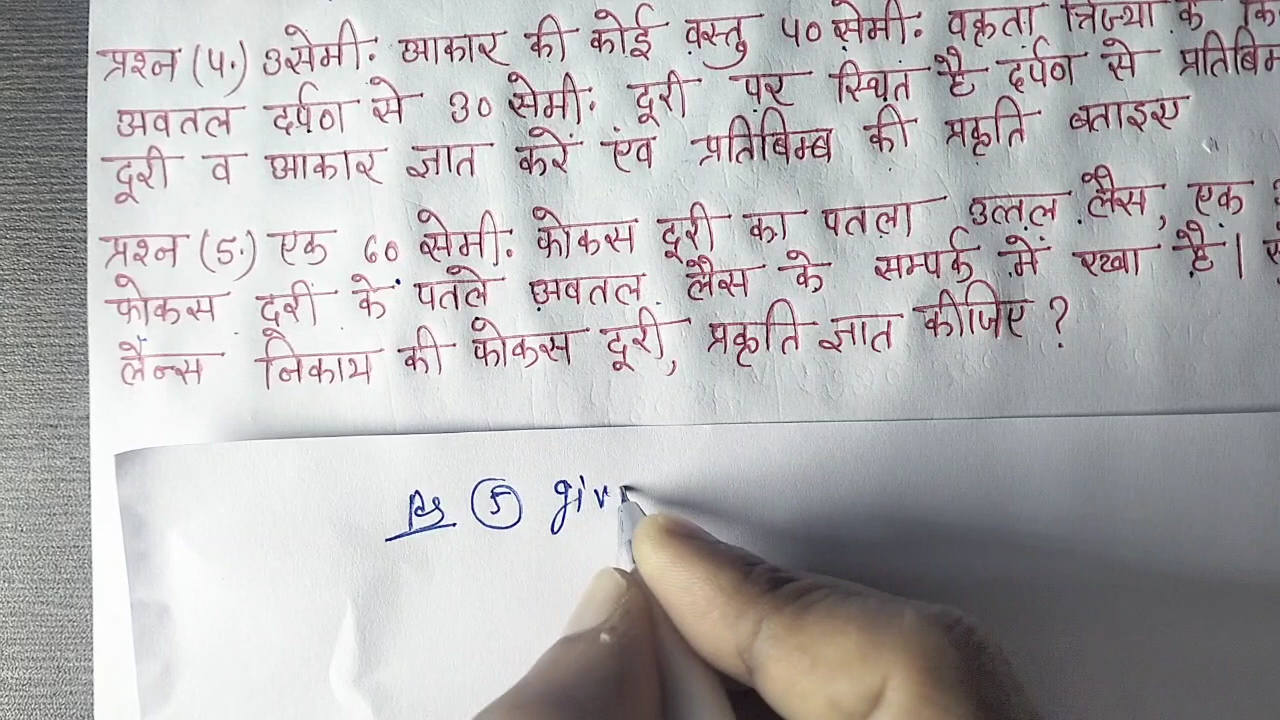 प्रश्न (4.) 3सेमी. आकार की कोई वस्तु 40 सेमी. वक्रता त्रिज्या के
अवतल दर्पण से 30 सेमी. दूरी पर स्थित है दर्पण से
दूरी व आकार ज्ञात करें एंव प्रतिबिम्ब की प्रकृति बताइए
प्रश्न (5.) एक 60 सेमी. फोकस दूरी का पतला उत्तल लैंस, एक
फोकस दूरी के पतले अवतल लैंस के सम्पर्क में रखा है।
लैन्स निकाय की फोकस दूरी, प्रकृति ज्ञात कीजिए ?
Ans 5 giv